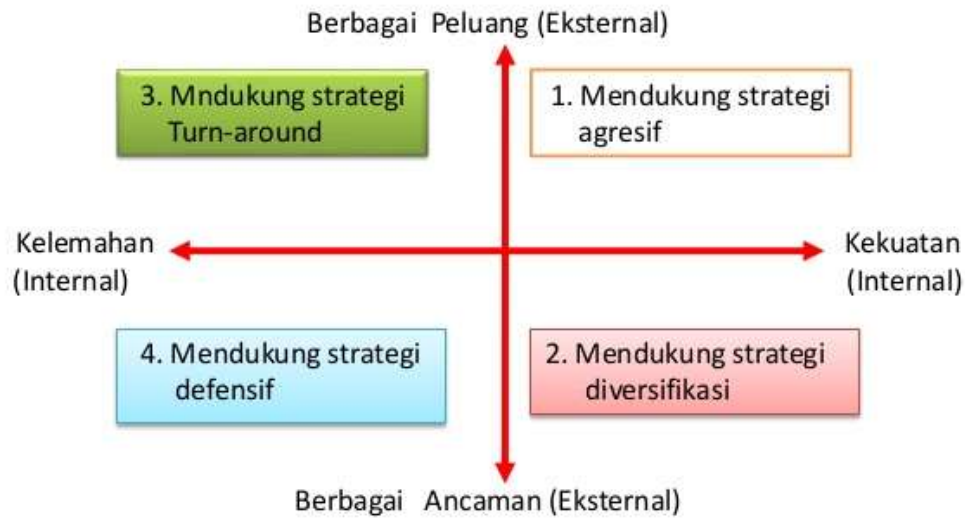 Berbagai Peluang (Eksternal)
3. Mndukung strategi
Turn-around
1. Mendukung strategi
agresif
Kelemahan
(Internal)
Kekuatan
(Internal)
4. Mendukung strategi
defensif
2. Mendukung strategi
diversifikasi
Berbagai Ancaman (Eksternal)